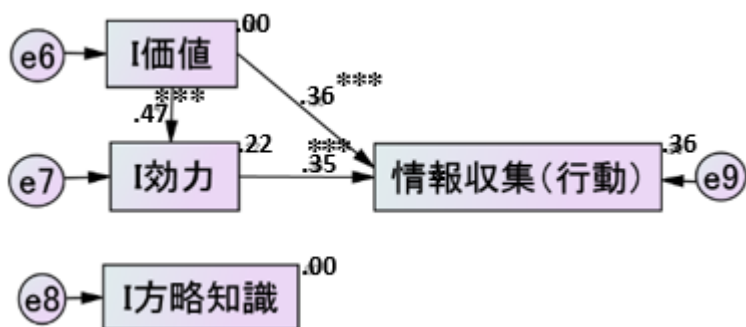 .00
e6
I価値
***
.36
***
.47
.22
***
.36
e7
I効力
.35
情報収集(行動)
e9
.00
e8
I方略知識